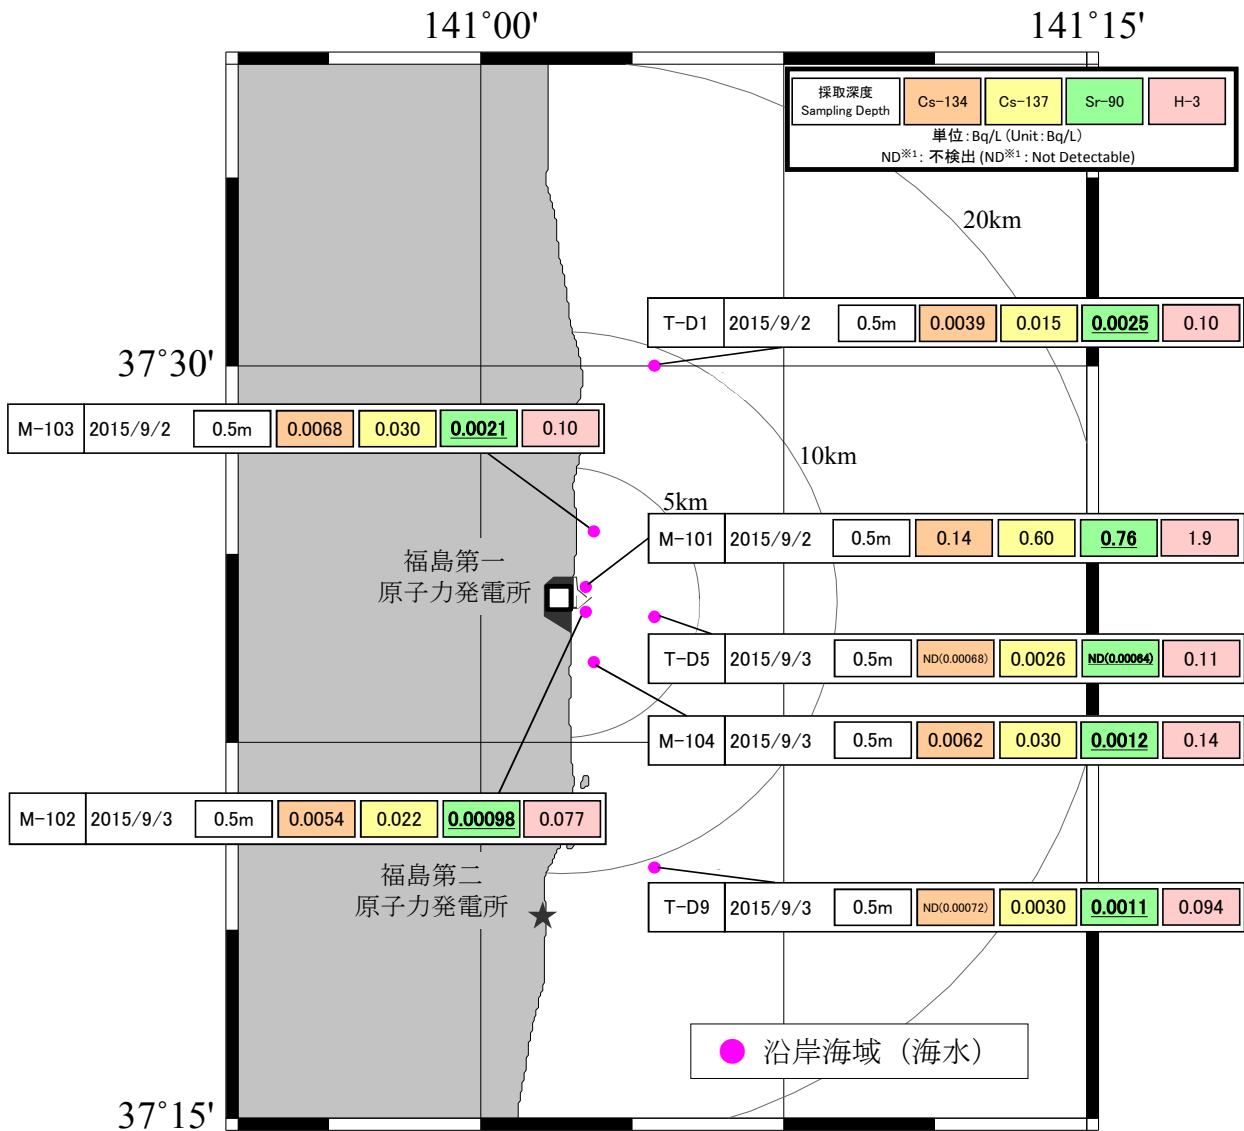 141°00'
141°15'
採取深度
Sampling Depth
Cs-134
Cs-137
Sr-90
H-3
単位:Bq/L (Unit:Bq/L)
ND※1: 不検出 (ND※1: Not Detectable)
20km
T-D1 2015/9/2 0.5m 0.0039 0.015 0.0025 0.10
37°30'
M-103 2015/9/2 0.5m 0.0068 0.030 0.0021 0.10
10km
5km
M-101 2015/9/2 0.5m 0.14 0.60 0.76 1.9
福島第一
原子力発電所
T-D5 2015/9/3 0.5m ND(0.00068) 0.0026 ND(0.00064) 0.11
M-104 2015/9/3 0.5m 0.0062 0.030 0.0012 0.14
M-102 2015/9/3 0.5m 0.0054 0.022 0.00098 0.077
福島第二
原子力発電所
T-D9 2015/9/3 0.5m ND(0.00072) 0.0030 0.0011 0.094
沿岸海域（海水）
37°15'